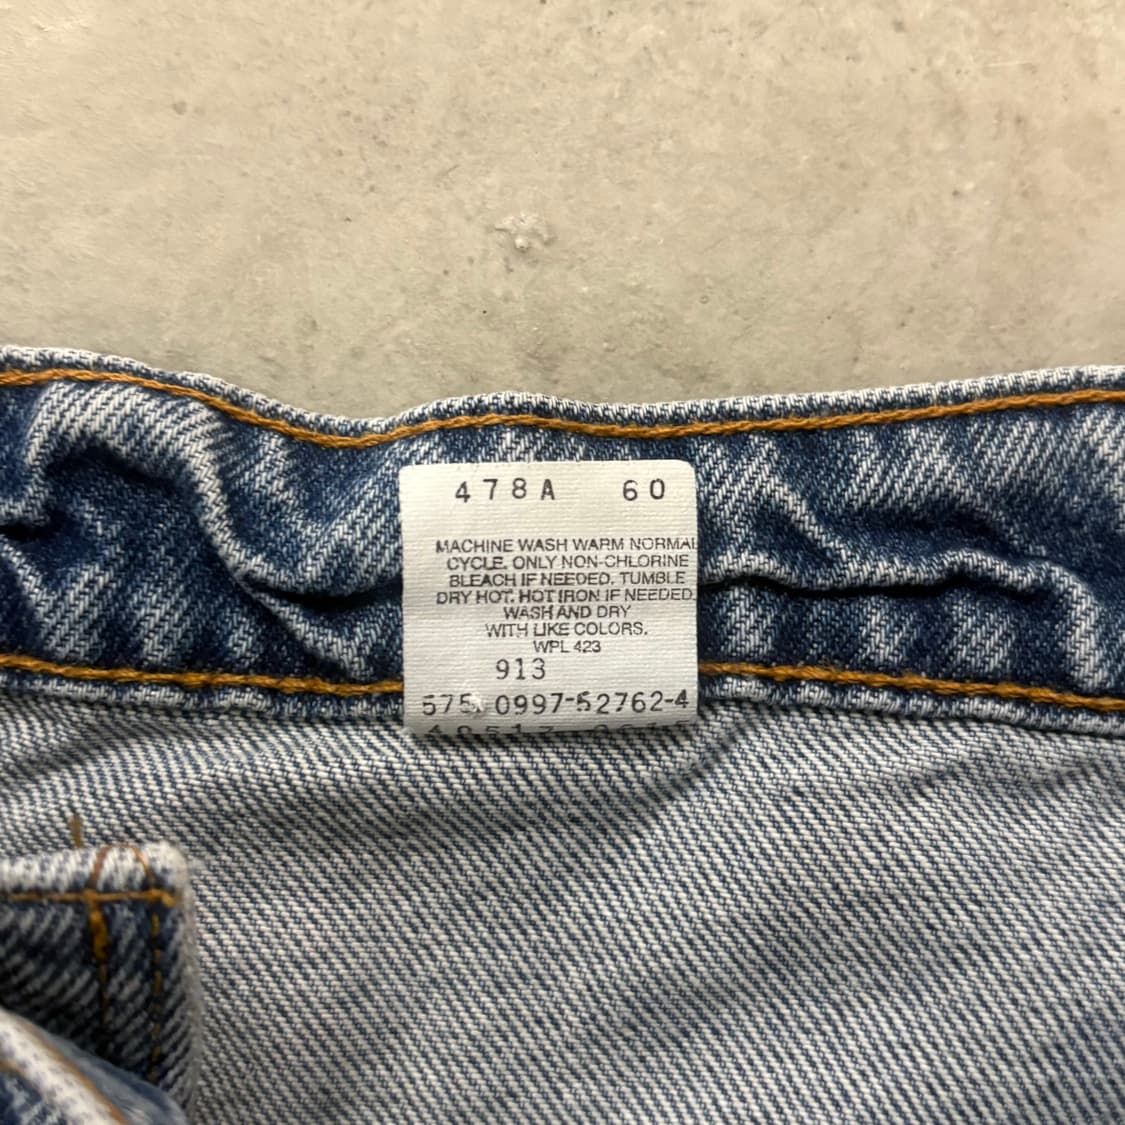 478A 60
MACHINE WASH WARM NORMAL
CYCLE. ONLY NON-CHLORINE
BLEACH IF NEEDED. TUMBLE
DRY HOT. HOT IRON IF NEEDED.
WASH AND DRY
WITH LIKE COLORS.
WPL 423
913
575 0997-52762-4